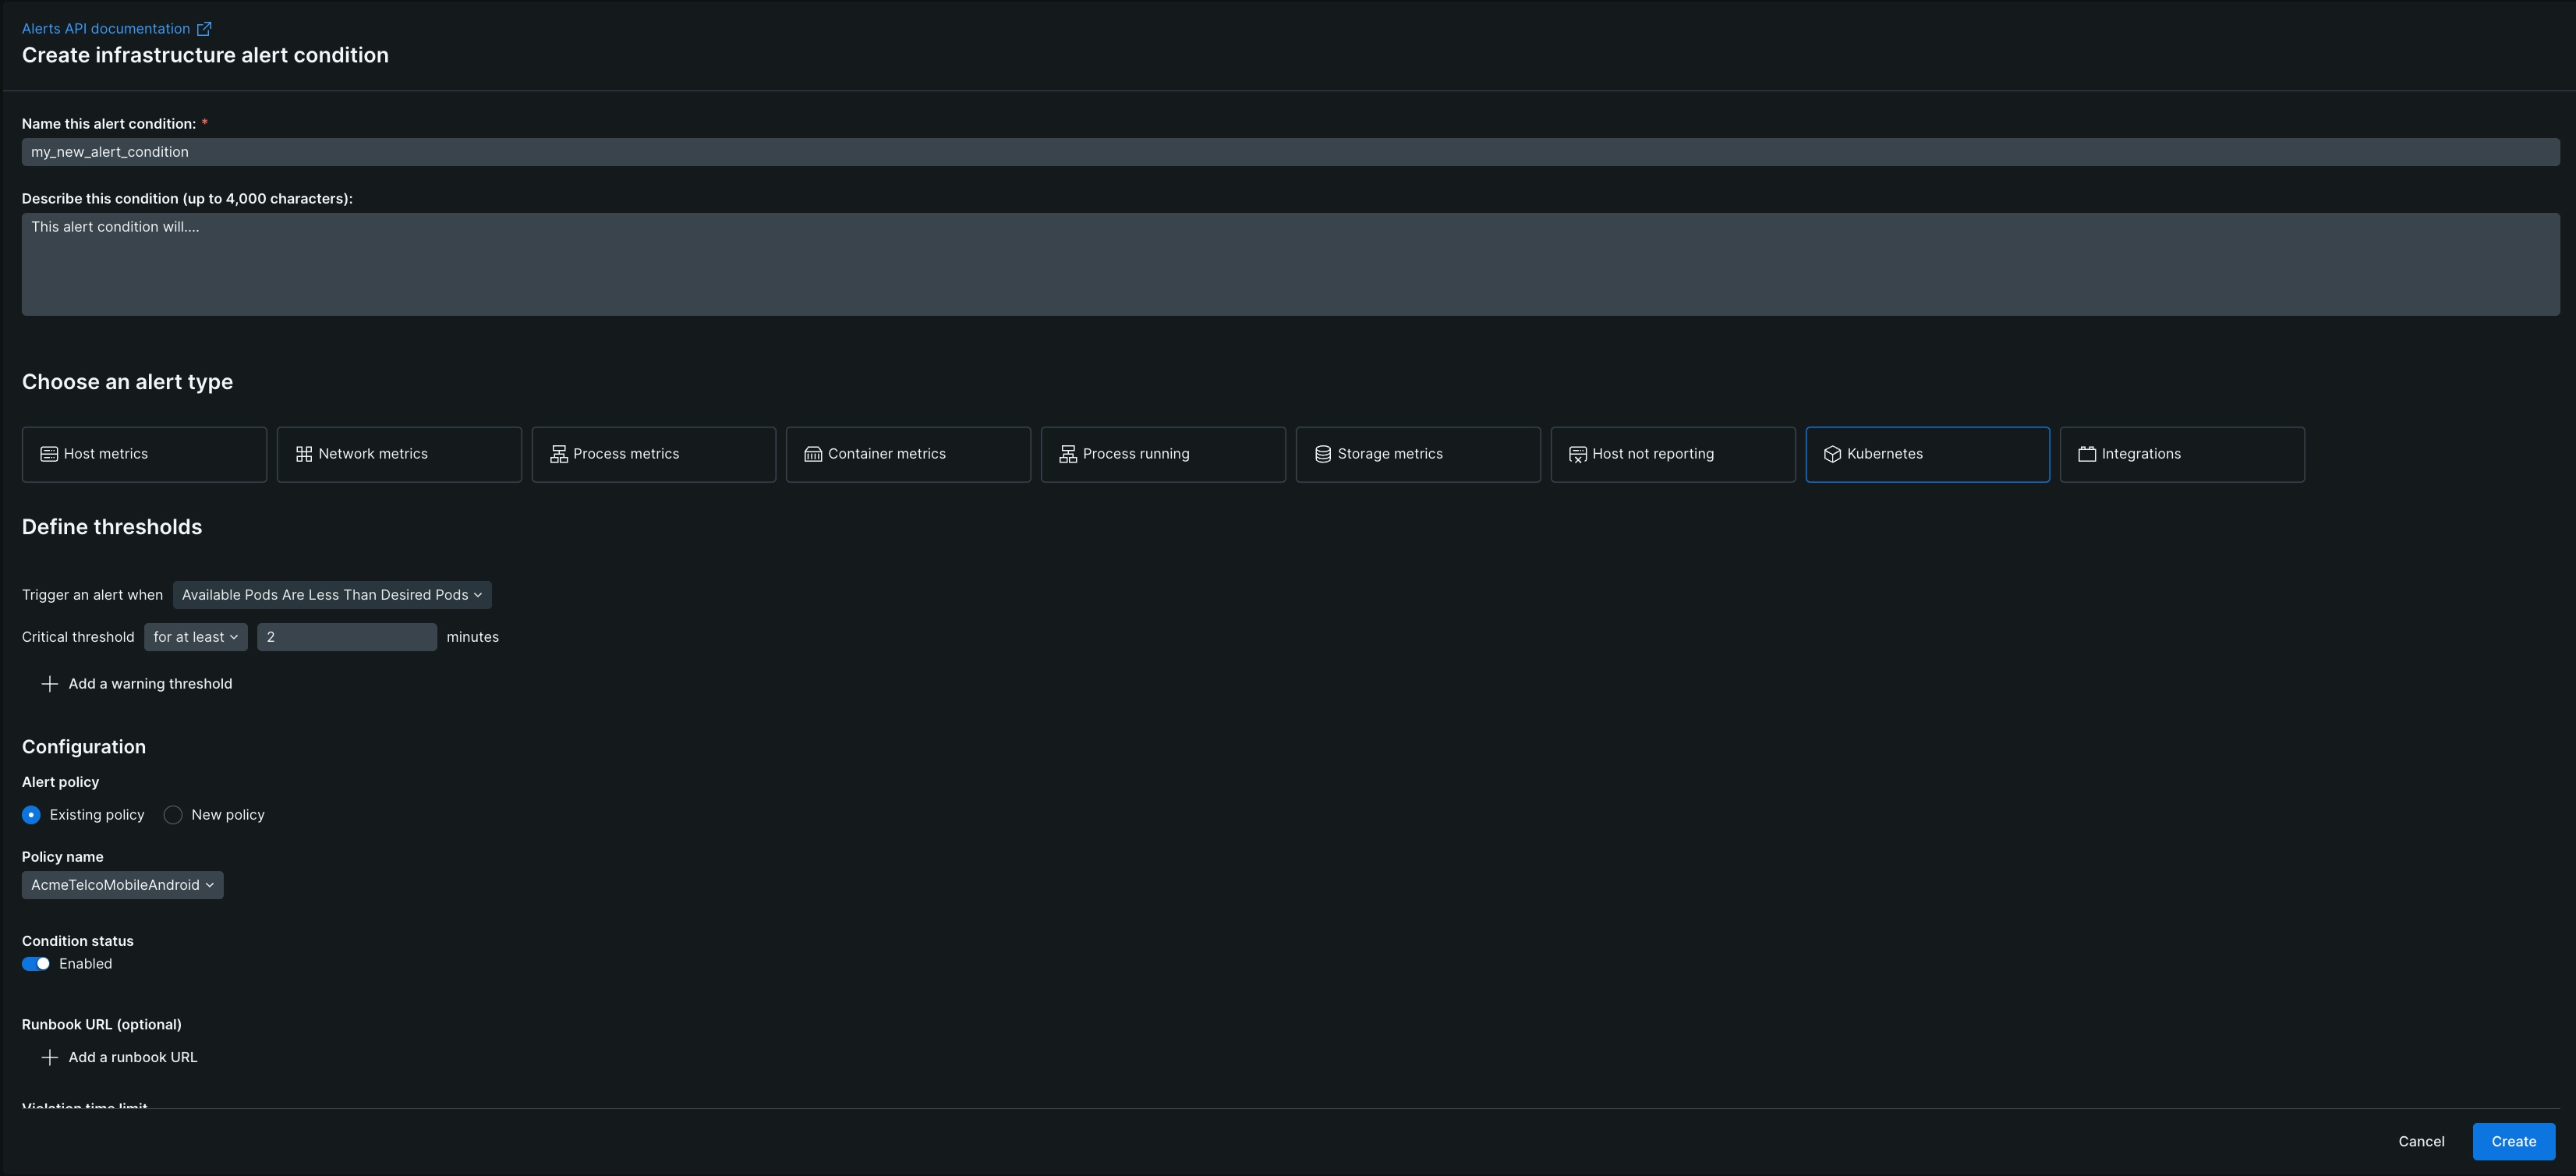 Alerts API documentation
Create infrastructure alert condition
Name this alert condition: *
my_new_alert_condition
Describe this condition (up to 4,000 characters):
This alert condition will....
Choose an alert type
Host metrics
Network metrics
Process metrics
Container metrics
Process running
Storage metrics
Host not reporting
Kubernetes
Integrations
Define thresholds
Trigger an alert when Available Pods Are Less Than Desired Pods
Critical threshold for at least 2 minutes
Add a warning threshold
Configuration
Alert policy
Existing policy New policy
Policy name
AcmeTelcoMobileAndroid
Condition status
Enabled
Runbook URL (optional)
Add a runbook URL
Violation time limit
Cancel Create